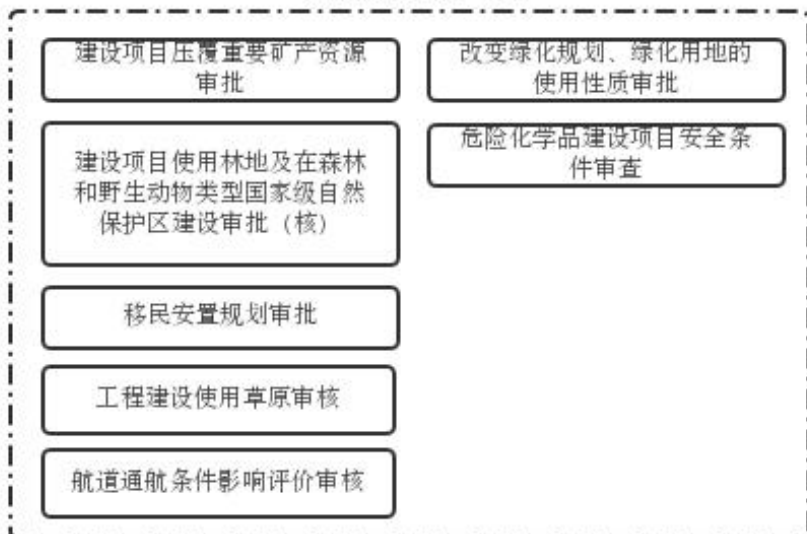 建设项目压覆重要矿产资源
审批
建设项目使用林地及在森林
和野生动物类型国家级自然
保护区建设审批（核）
移民安置规划审批
工程建设使用草原审核
航道通航条件影响评价审核
改变绿化规划、绿化用地的
使用性质审批
危险化学品建设项目安全条
件审查